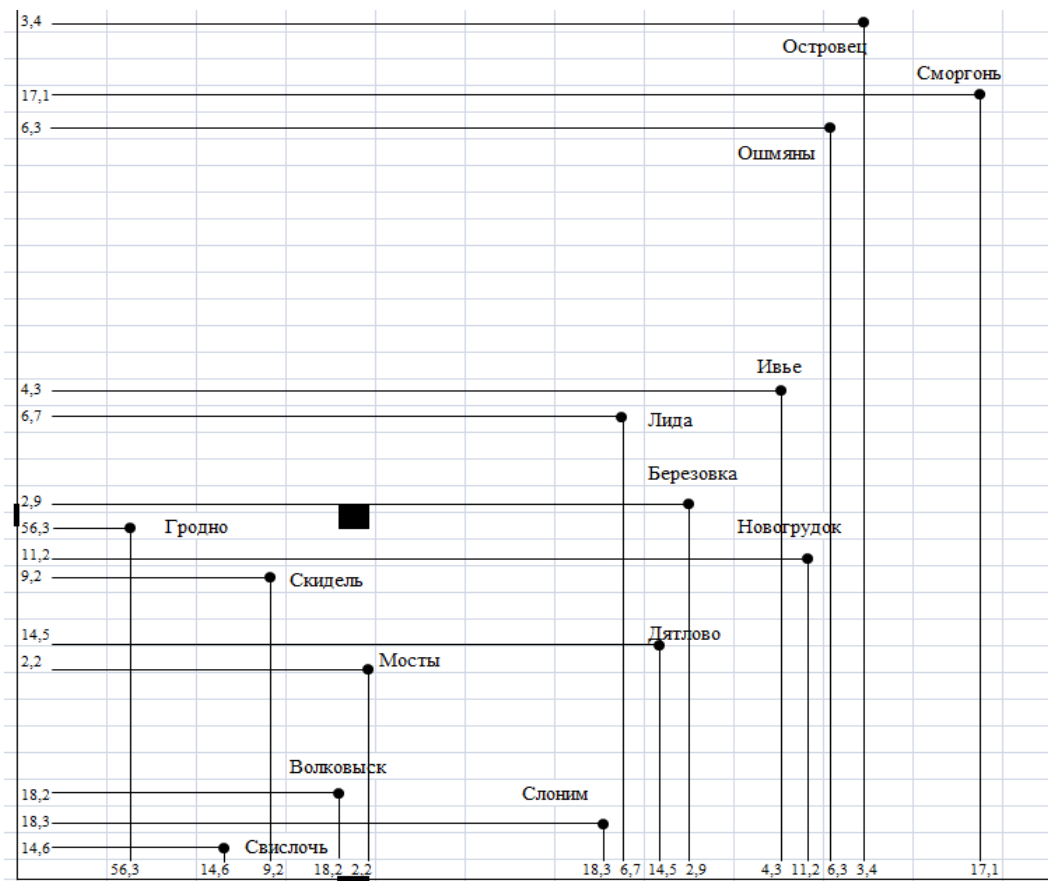 3,4
Островец
Сморгонь
17,1
6,3
Ошмяны
Ивье
4,3
6,7
Лида
Березовка
2,9
56,3
Гродно
Новогрудок
11,2
9,2
Скидель
14,5
Дятлово
2,2
Мосты
Волковыск
18,2
Слоним
18,3
14,6
Свислочь
56,3 14,6 9,2 18,2 2,2 18,3 6,7 14,5 2,9 4,3 11,2 6,3 3,4 17,1